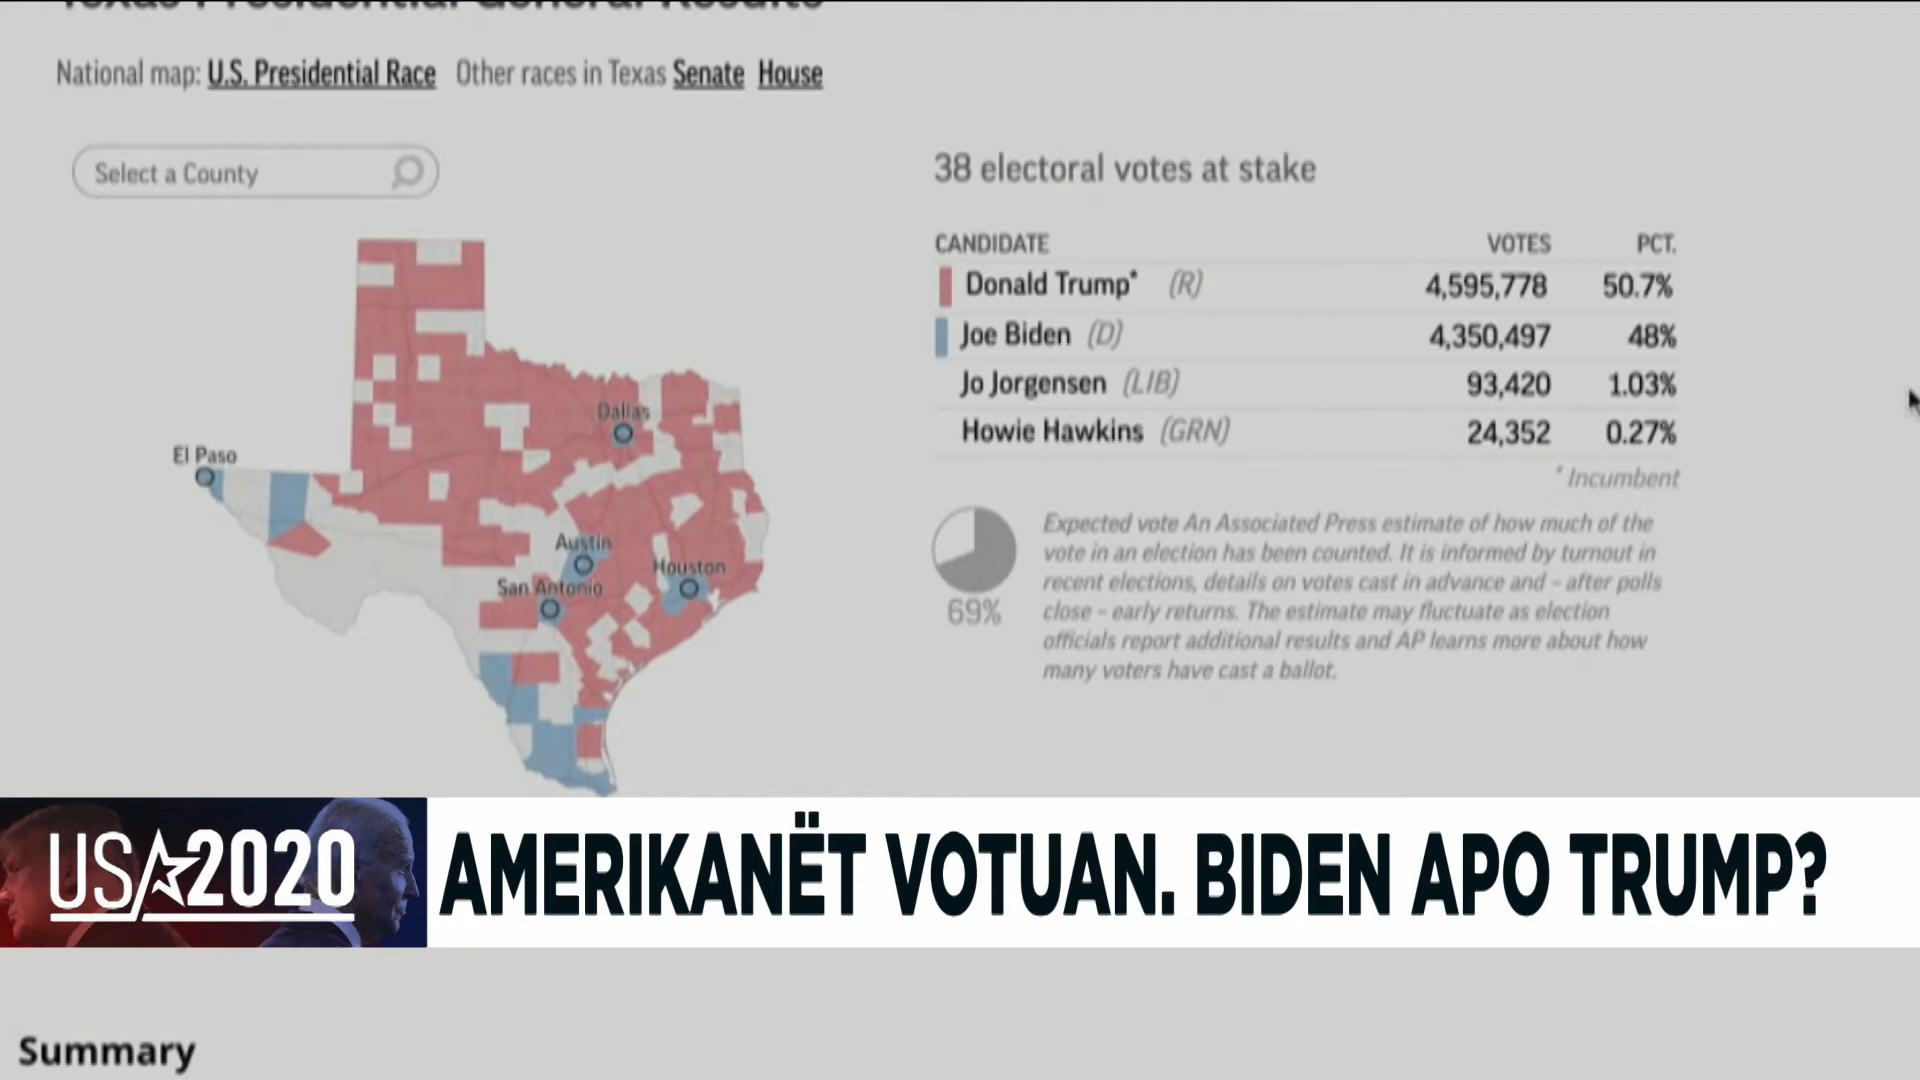 Texas Presidential General Results
National map: U.S. Presidential Race Other races in Texas Senate House
Select a County
38 electoral votes at stake
CANDIDATE VOTES PCT.
Donald Trump* (R) 4,595,778 50.7%
Joe Biden (D) 4,350,497 48%
Jo Jorgensen (LIB) 93,420 1.03%
Howie Hawkins (GRN) 24,352 0.27%
* Incumbent
69%
Expected vote An Associated Press estimate of how much of the
vote in an election has been counted. It is informed by turnout in
recent elections, details on votes cast in advance and – after polls
close – early returns. The estimate may fluctuate as election
officials report additional results and AP learns more about how
many voters have cast a ballot.
Dallas
El Paso
Austin
Houston
San Antonio
USA2020
AMERIKANËT VOTUAN. BIDEN APO TRUMP?
Summary